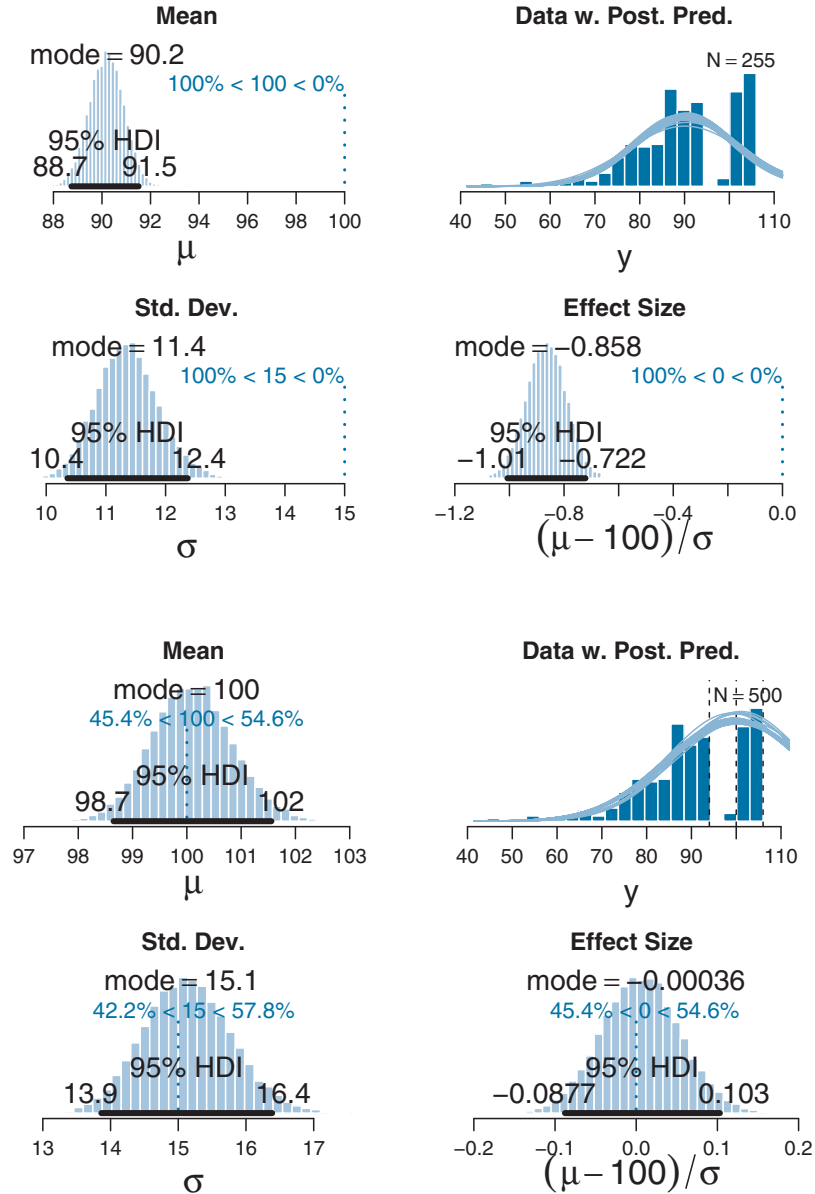 Mean
mode = 90.2
100% < 100 < 0%
95% HDI
88.7 91.5
88 90 92 94 96 98 100
μ
Data w. Post. Pred.
N = 255
40 50 60 70 80 90 110
y
Std. Dev.
mode = 11.4
100% < 15 < 0%
95% HDI
10.4 12.4
10 11 12 13 14 15
σ
Effect Size
mode = −0.858
100% < 0 < 0%
95% HDI
−1.01 −0.722
−1.2 −0.8 −0.4 0.0
(μ − 100)/σ
Mean
mode = 100
45.4% < 100 < 54.6%
95% HDI
98.7 102
97 98 99 100 101 102 103
μ
Data w. Post. Pred.
N = 500
40 50 60 70 80 90 110
y
Std. Dev.
mode = 15.1
42.2% < 15 < 57.8%
95% HDI
13.9 16.4
13 14 15 16 17
σ
Effect Size
mode = −0.00036
45.4% < 0 < 54.6%
95% HDI
−0.0877 0.103
−0.2 −0.1 0.0 0.1 0.2
(μ − 100)/σ